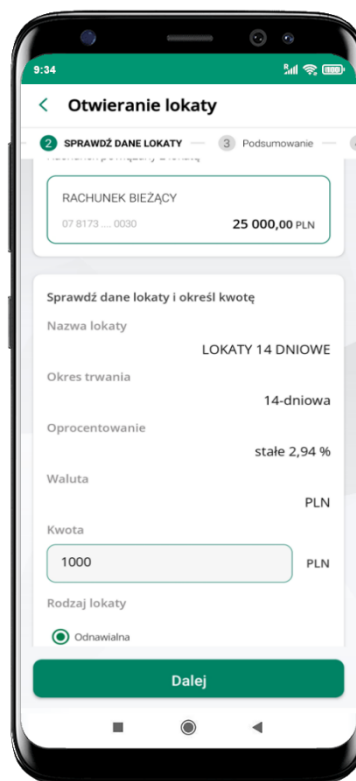 9:34
Otwieranie lokaty
2 SPRAWDŹ DANE LOKATY 3 Podsumowanie
RACHUNEK BIEŻĄCY
07 8173 .... 0030 25 000,00 PLN
Sprawdź dane lokaty i określ kwotę
Nazwa lokaty
LOKATY 14 DNIOWE
Okres trwania
14-dniowa
Oprocentowanie
stałe 2,94 %
Waluta
PLN
Kwota
1000 PLN
Rodzaj lokaty
Odnawialna
Dalej